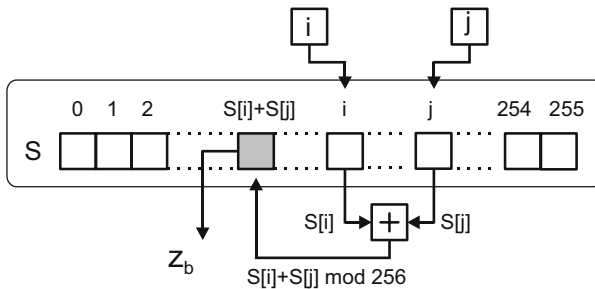 i j
0 1 2 S[i]+S[j] i j 254 255
S
S[i] + S[j]
Z_b
S[i]+S[j] mod 256